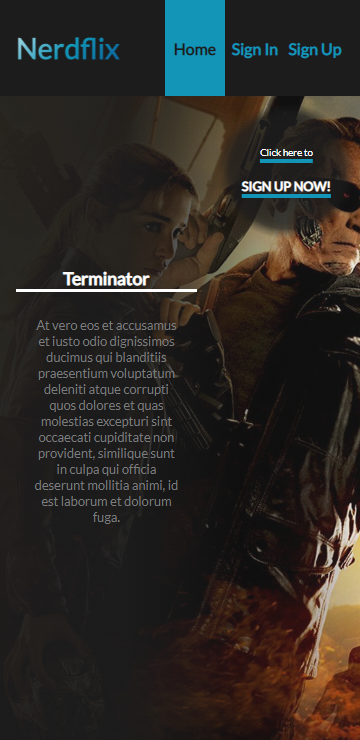 Nerdflix
Home Sign In Sign Up
Click here to
SIGN UP NOW!
Terminator
At vero eos et accusamus
et iusto odio dignissimos
ducimus qui blanditiis
praesentium voluptatum
deleniti atque corrupti
quos dolores et quas
molestias excepturi sint
occaecati cupiditate non
provident, similique sunt
in culpa qui officia
deserunt mollitia animi, id
est laborum et dolorum
fuga.